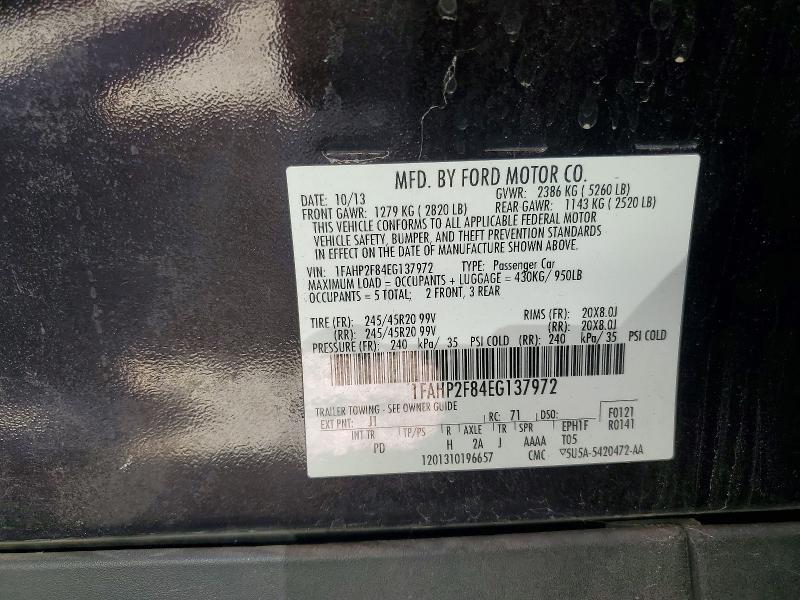 MFD. BY FORD MOTOR CO.
DATE: 10/13 GVWR: 2386 KG ( 5260 LB)
FRONT GAWR: 1279 KG ( 2820 LB) REAR GAWR: 1143 KG ( 2520 LB)
THIS VEHICLE CONFORMS TO ALL APPLICABLE FEDERAL MOTOR
VEHICLE SAFETY, BUMPER, AND THEFT PREVENTION STANDARDS
IN EFFECT ON THE DATE OF MANUFACTURE SHOWN ABOVE.
VIN: 1FAHP2F84EG137972 TYPE: Passenger Car
MAXIMUM LOAD = OCCUPANTS + LUGGAGE = 430KG/ 950LB
OCCUPANTS = 5 TOTAL; 2 FRONT, 3 REAR
TIRE (FR): 245/45R20 99V RIMS (FR): 20X8.0J
(RR): 245/45R20 99V (RR): 20X8.0J
PRESSURE (FR): 240 kPa/ 35 PSI COLD (RR): 240 kPa/ 35 PSI COLD
1FAHP2F84EG137972
TRAILER TOWING - SEE OWNER GUIDE
EXT PNT: J1 RC: 71 DSO: F0121
INT TR TP/PS R AXLE TR SPR EPH1F R0141
PD H 2A J AAAA T05
1201310196657 CMC ▽5U5A-5420472-AA